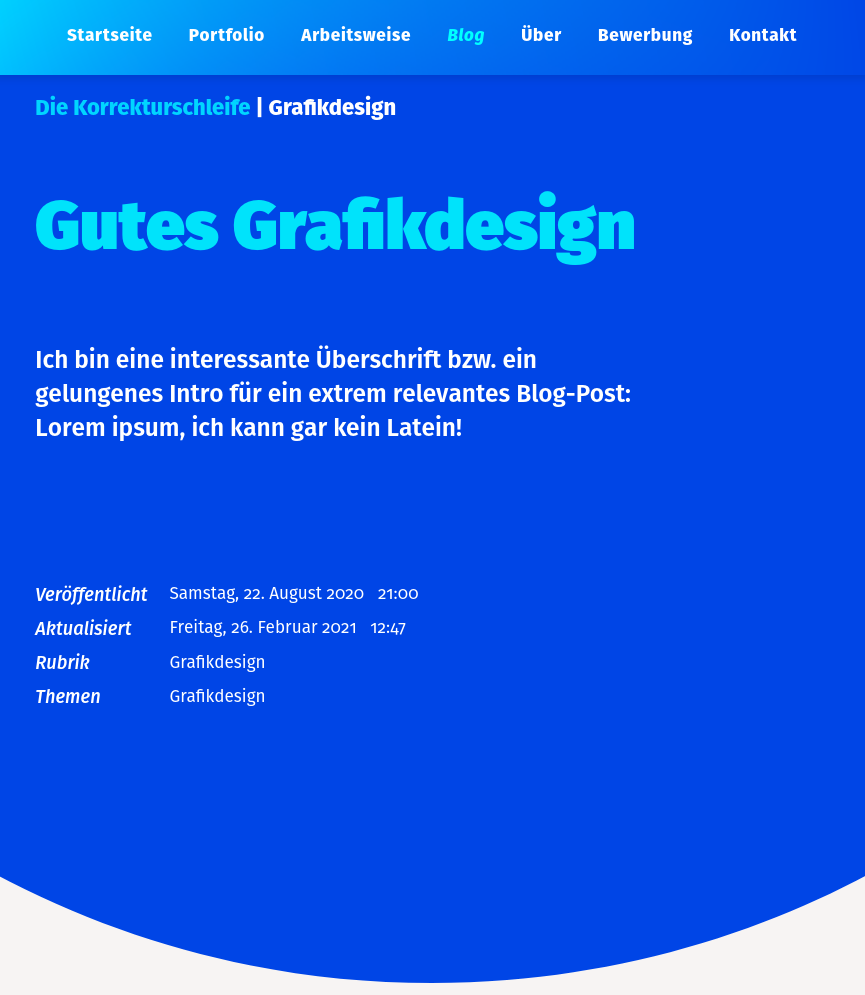 Startseite Portfolio Arbeitsweise Blog Über Bewerbung Kontakt
Die Korrekturschleife | Grafikdesign
Gutes Grafikdesign
Ich bin eine interessante Überschrift bzw. ein
gelungenes Intro für ein extrem relevantes Blog-Post:
Lorem ipsum, ich kann gar kein Latein!
Veröffentlicht Samstag, 22. August 2020 21:00
Aktualisiert Freitag, 26. Februar 2021 12:47
Rubrik Grafikdesign
Themen Grafikdesign